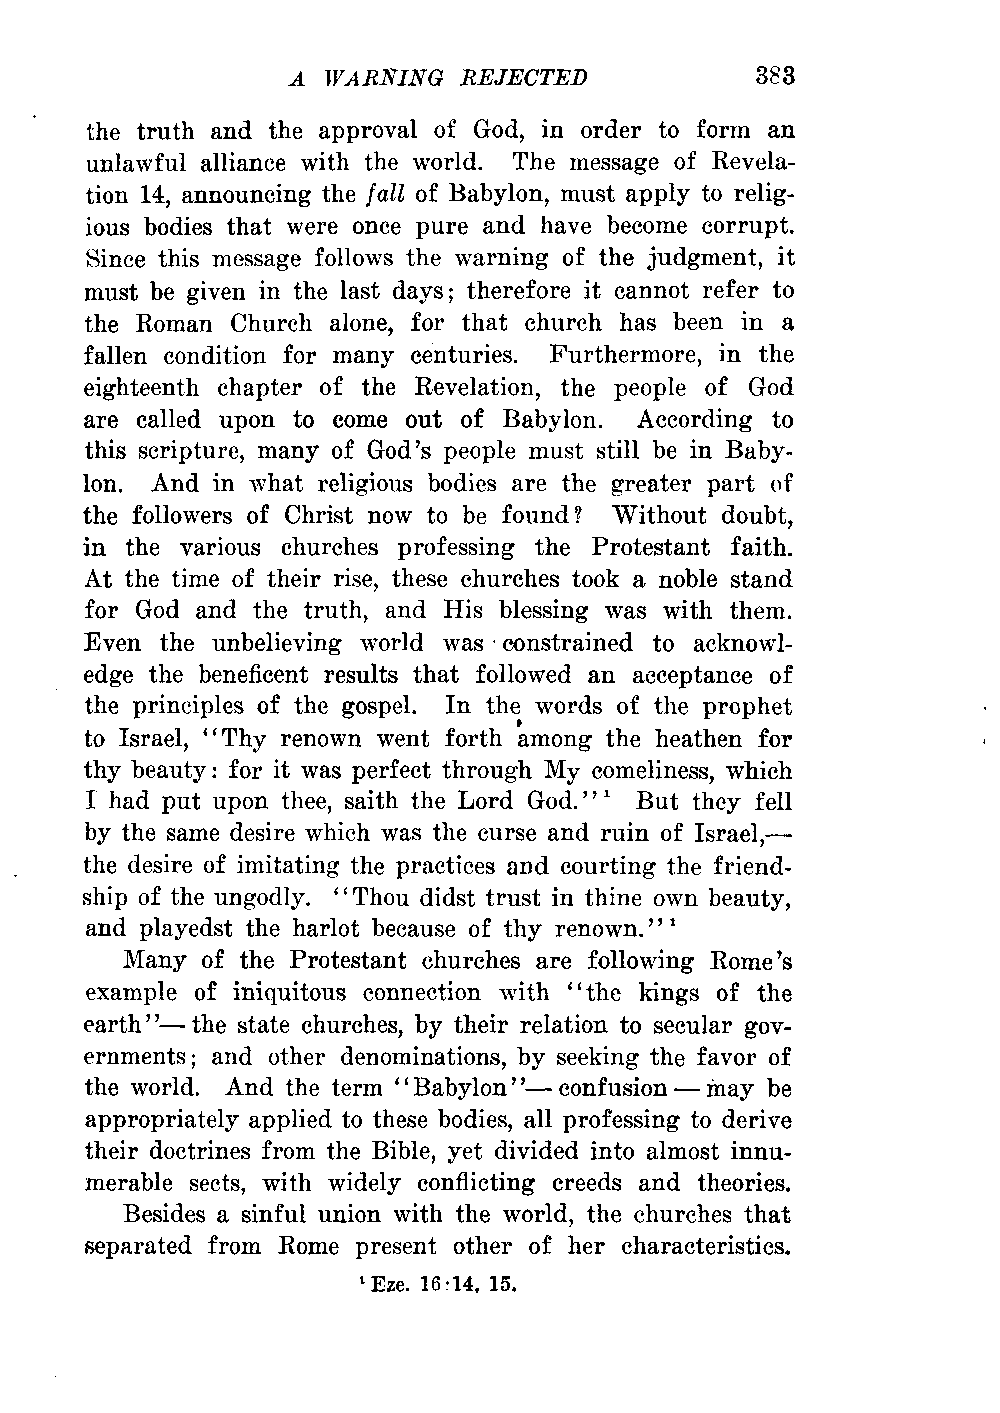 A WARNING REJECTED 383
the truth and the approval of God, in order to form an
unlawful alliance with the world. The message of Revela-
tion 14, announcing the fall of Babylon, must apply to relig-
ious bodies that were once pure and have become corrupt.
Since this message follows the warning of the judgment, it
must be given in the last days; therefore it cannot refer to
the Roman Church alone, for that church has been in a
fallen condition for many centuries. Furthermore, in the
eighteenth chapter of the Revelation, the people of God
are called upon to come out of Babylon. According to
this scripture, many of God's people must still be in Baby-
lon. And in what religious bodies are the greater part of
the followers of Christ now to be found? Without doubt,
in the various churches professing the Protestant faith.
At the time of their rise, these churches took a noble stand
for God and the truth, and His blessing was with them.
Even the unbelieving world was constrained to acknowl-
edge the beneficent results that followed an acceptance of
the principles of the gospel. In the words of the prophet
to Israel, "Thy renown went forth among the heathen for
thy beauty: for it was perfect through My comeliness, which
I had put upon thee, saith the Lord God."¹ But they fell
by the same desire which was the curse and ruin of Israel,—
the desire of imitating the practices and courting the friend-
ship of the ungodly. "Thou didst trust in thine own beauty,
and playedst the harlot because of thy renown."¹
Many of the Protestant churches are following Rome's
example of iniquitous connection with "the kings of the
earth"— the state churches, by their relation to secular gov-
ernments; and other denominations, by seeking the favor of
the world. And the term "Babylon"— confusion — may be
appropriately applied to these bodies, all professing to derive
their doctrines from the Bible, yet divided into almost innu-
merable sects, with widely conflicting creeds and theories.
Besides a sinful union with the world, the churches that
separated from Rome present other of her characteristics.
¹ Eze. 16:14, 15.